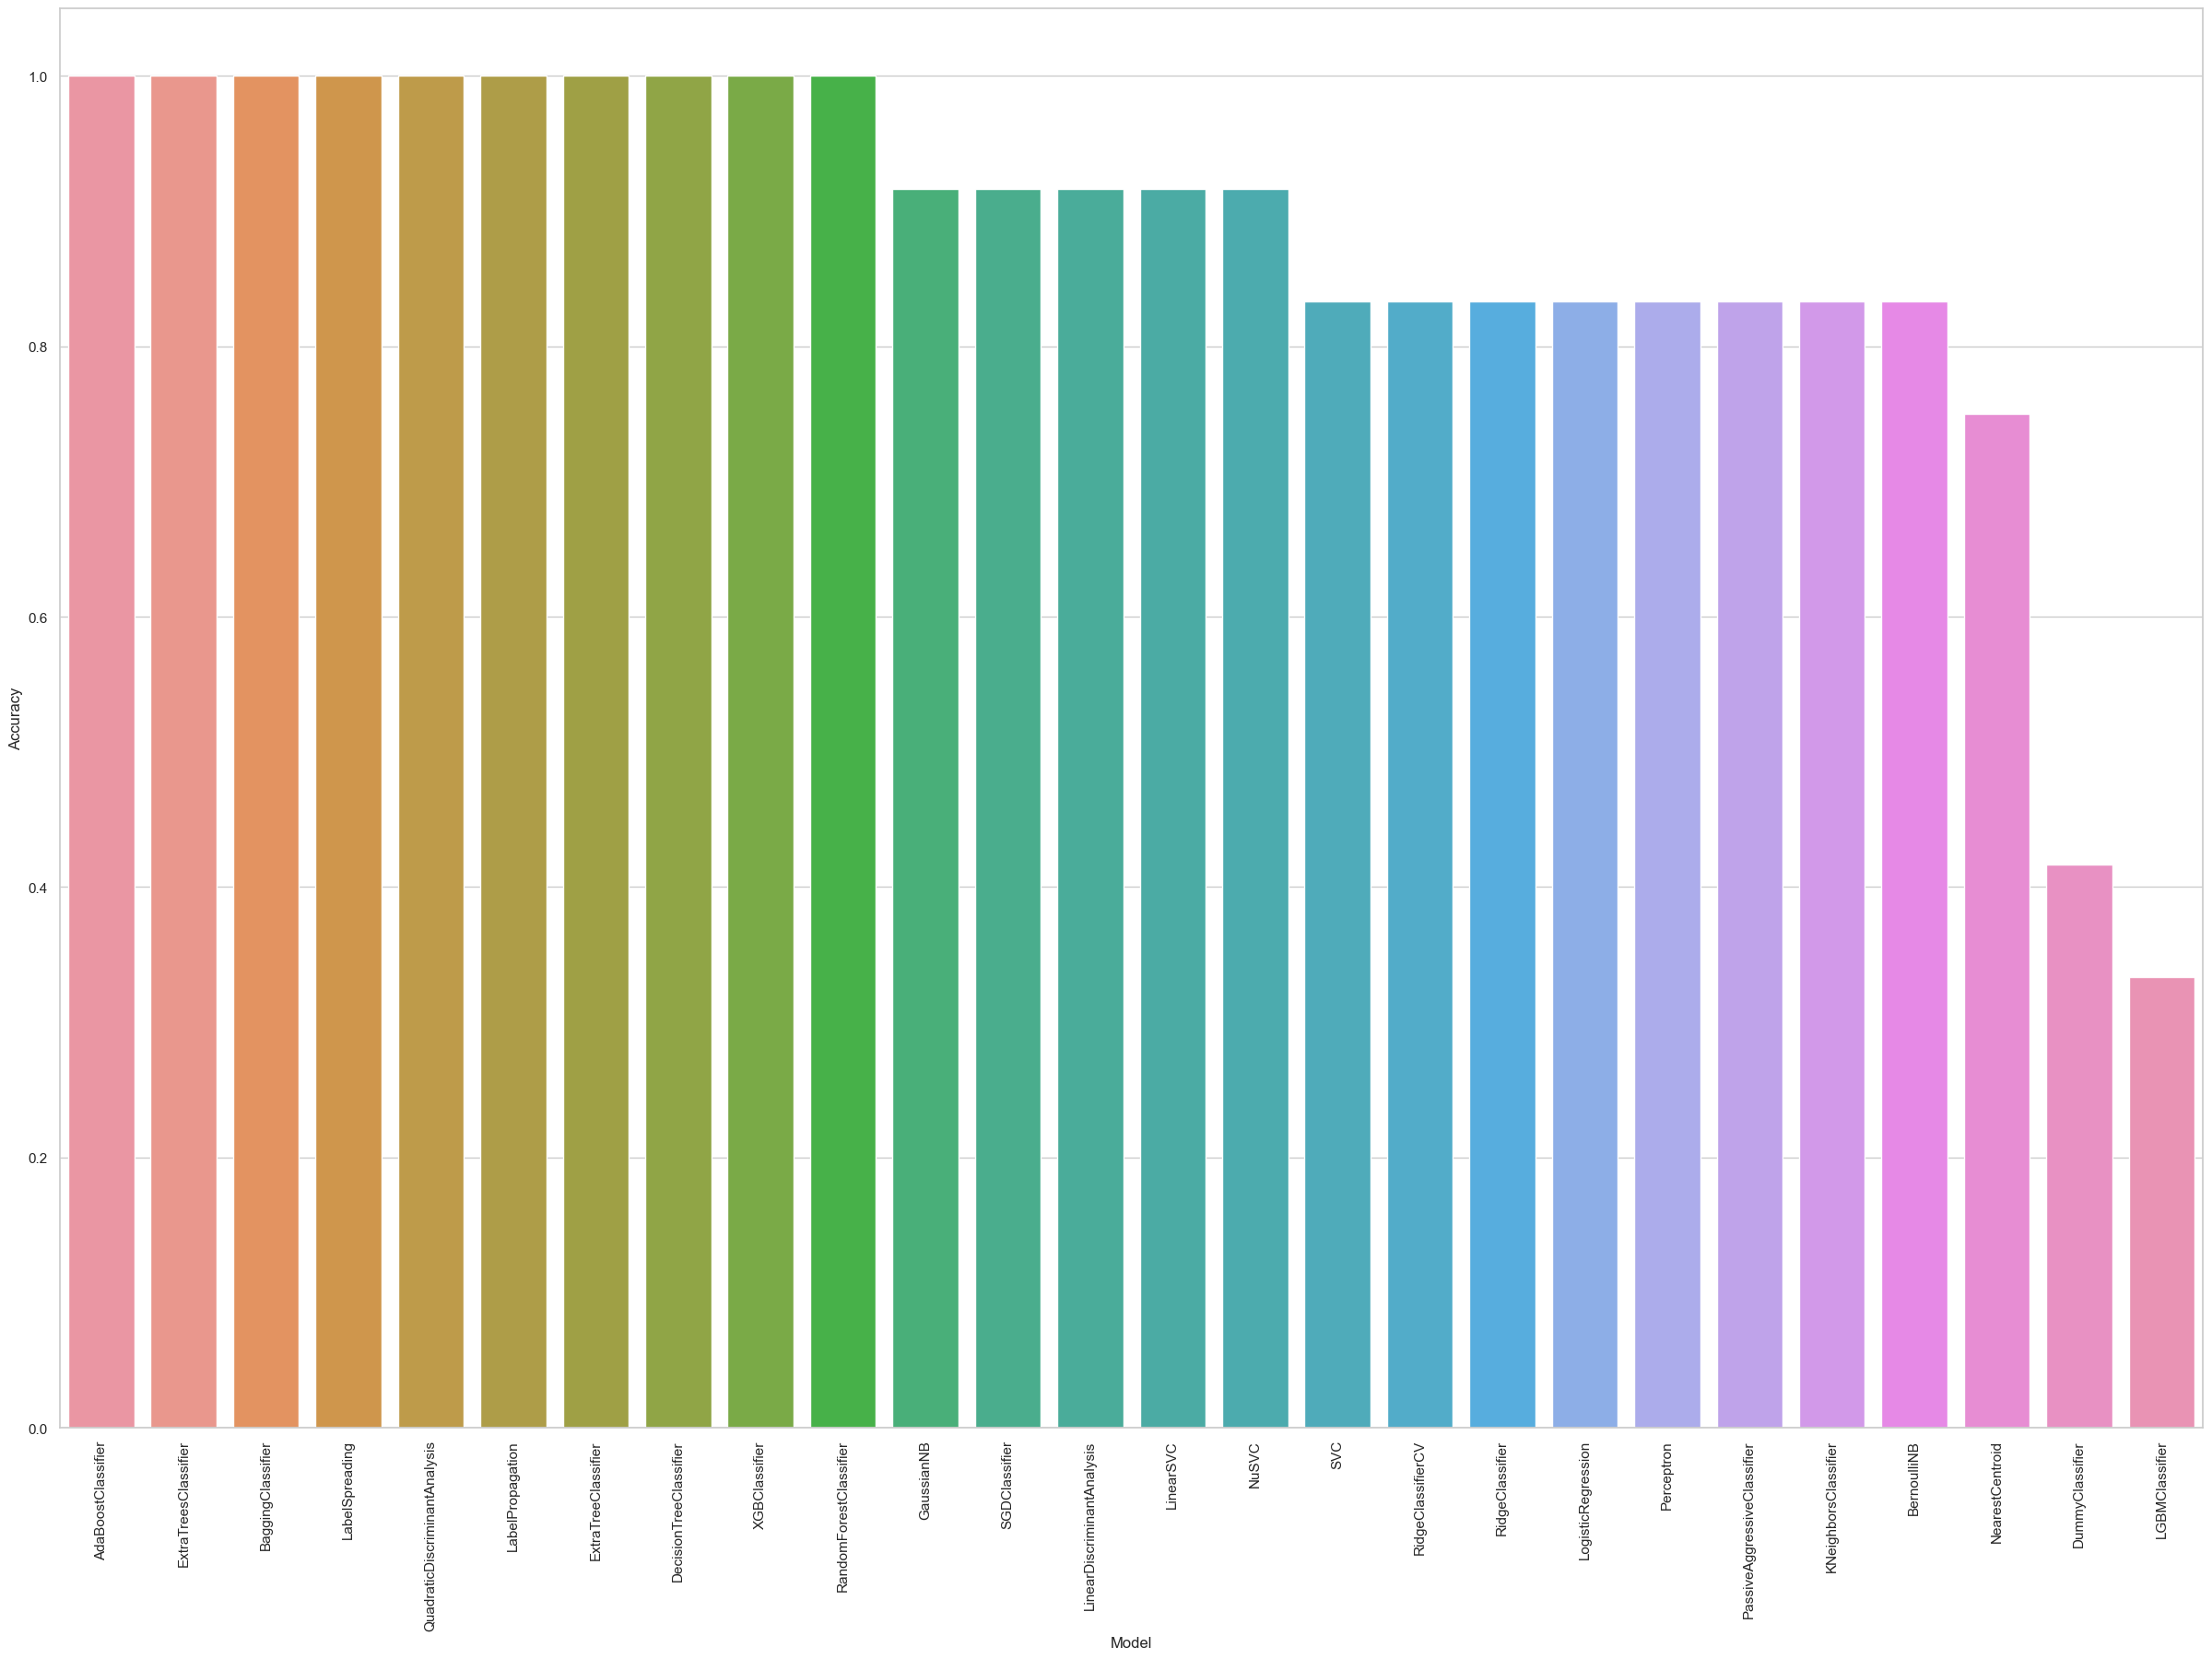 1.0
0.8
0.6
0.4
0.2
0.0
Accuracy
AdaBoostClassifier
ExtraTreesClassifier
BaggingClassifier
LabelSpreading
QuadraticDiscriminantAnalysis
LabelPropagation
ExtraTreeClassifier
DecisionTreeClassifier
XGBClassifier
RandomForestClassifier
GaussianNB
SGDClassifier
LinearDiscriminantAnalysis
LinearSVC
NuSVC
SVC
RidgeClassifierCV
RidgeClassifier
LogisticRegression
Perceptron
PassiveAggressiveClassifier
KNeighborsClassifier
BernoulliNB
NearestCentroid
DummyClassifier
LGBMClassifier
Model